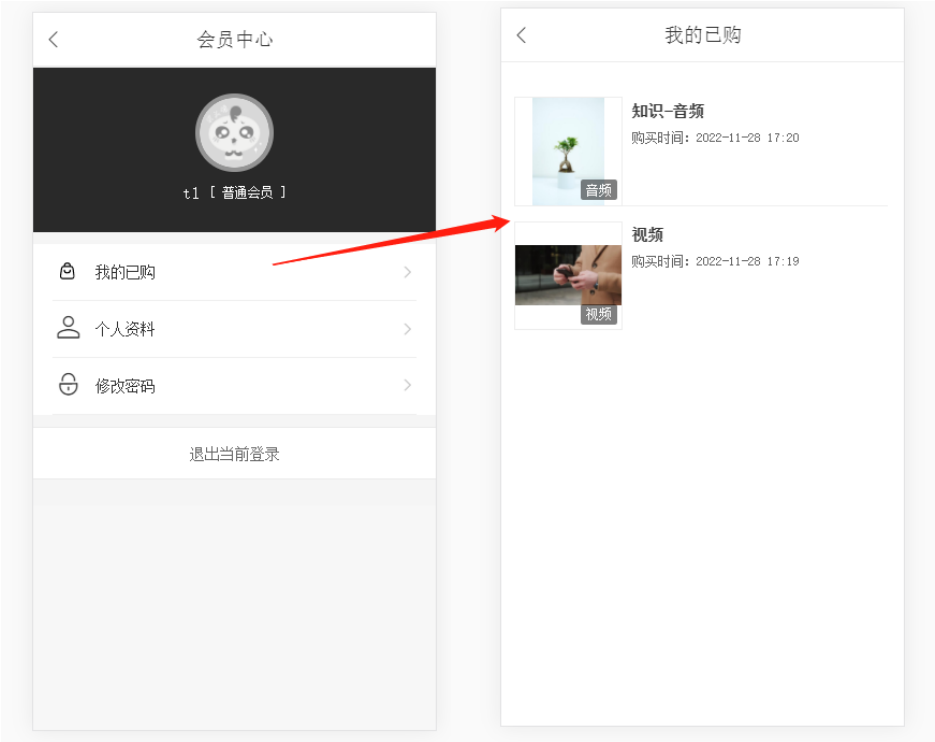 会员中心
t1 [ 普通会员 ]
我的已购
个人资料
修改密码
退出当前登录
我的已购
知识-音频
购买时间: 2022-11-28 17:20
音频
视频
购买时间: 2022-11-28 17:19
视频